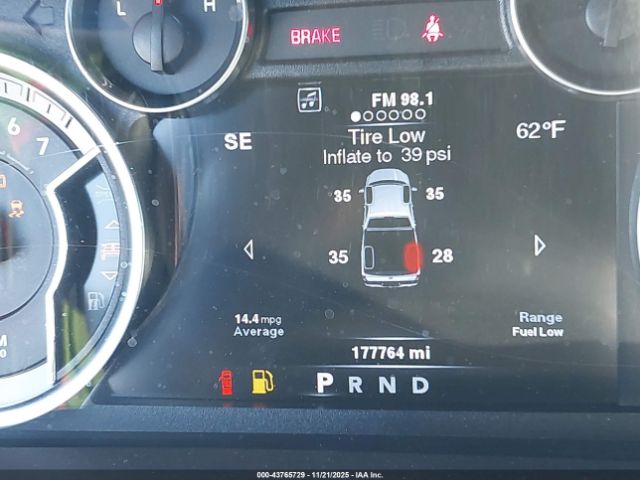 L H
BRAKE
FM 98.1
SE
62°F
Tire Low
Inflate to 39 psi
6
7
35 35
35 28
14.4 mpg
Average
Range
Fuel Low
177764 mi
P R N D
000-43765729 - 11/21/2025 - IAA Inc.